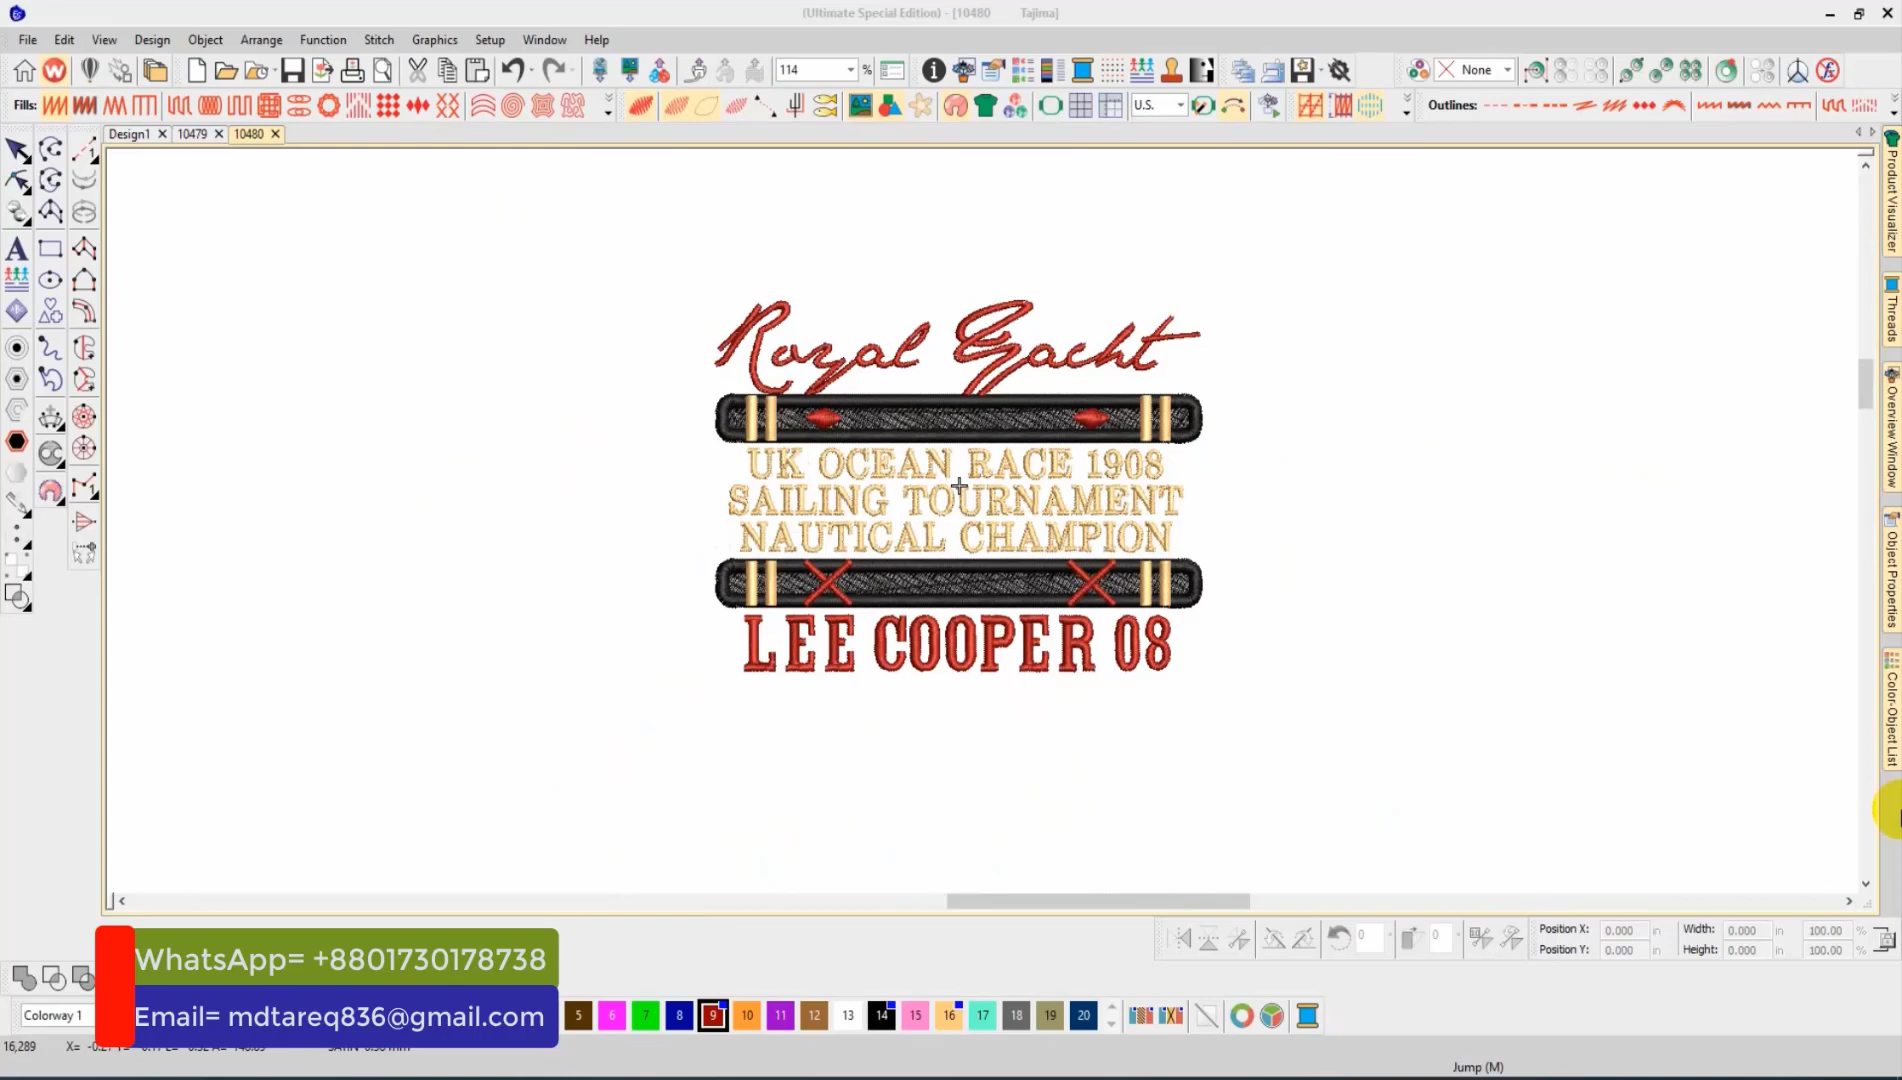 (Ultimate Special Edition) - [10480 Tajima]
File Edit View Design Object Arrange Function Stitch Graphics Setup Window Help
114 % None
Fills: U.S. Outlines:
Design1 10479 10480
Product Visualizer
Threads
Overview Window
Object Properties
Color-Object List
Royal Yacht
UK OCEAN RACE 1908
SAILING TOURNAMENT
NAUTICAL CHAMPION
LEE COOPER 08
0 0 Position X: 0.000 in Width: 0.000 in 100.00 %
Position Y: 0.000 in Height: 0.000 in 100.00 %
WhatsApp= +8801730178738
Email= mdtareq836@gmail.com
Colorway 1 5 6 7 8 9 10 11 12 13 14 15 16 17 18 19 20
16,289
Jump (M)